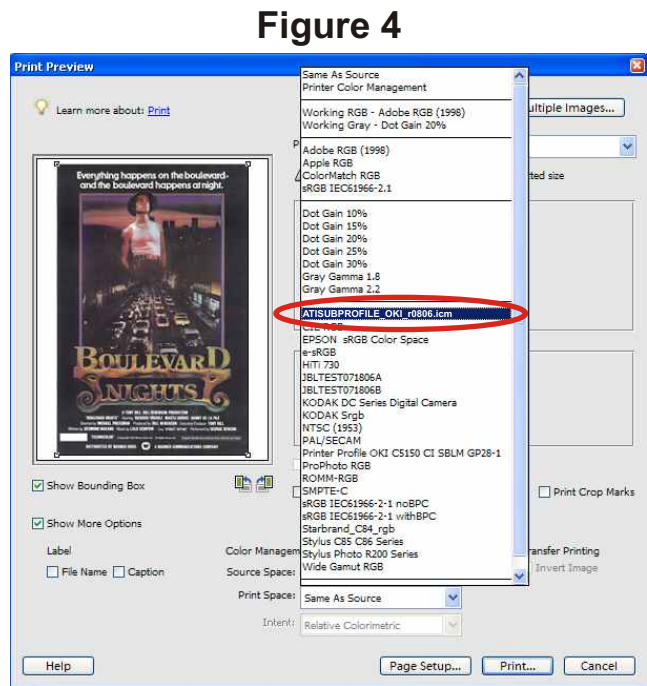 Figure 4
Print Preview
Learn more about: Print
ultiple Images...
P
ted size
Same As Source
Printer Color Management
Working RGB - Adobe RGB (1998)
Working Gray - Dot Gain 20%
Adobe RGB (1998)
Apple RGB
ColorMatch RGB
sRGB IEC61966-2.1
Dot Gain 10%
Dot Gain 15%
Dot Gain 20%
Dot Gain 25%
Dot Gain 30%
Gray Gamma 1.8
Gray Gamma 2.2
ATISUBPROFILE_OKI_r0806.icm
CIE RGB
EPSON sRGB Color Space
e-sRGB
HiTi 730
JBLTEST071806A
JBLTEST071806B
KODAK DC Series Digital Camera
KODAK Srgb
NTSC (1953)
PAL/SECAM
Printer Profile OKI C5150 CI SBLM GP28-1
ProPhoto RGB
ROMM-RGB
SMPTE-C
sRGB IEC61966-2-1 noBPC
sRGB IEC61966-2-1 withBPC
Starbrand_C84_rgb
Stylus C85 C86 Series
Stylus Photo R200 Series
Wide Gamut RGB
Everything happens on the boulevard-
and the boulevard happens at night.
BOULEVARD
NIGHTS
Show Bounding Box
Print Crop Marks
Show More Options
Label
Color Managem
ransfer Printing
File Name
Caption
Source Space:
Invert Image
Print Space: Same As Source
Intent: Relative Colorimetric
Help
Page Setup...
Print...
Cancel